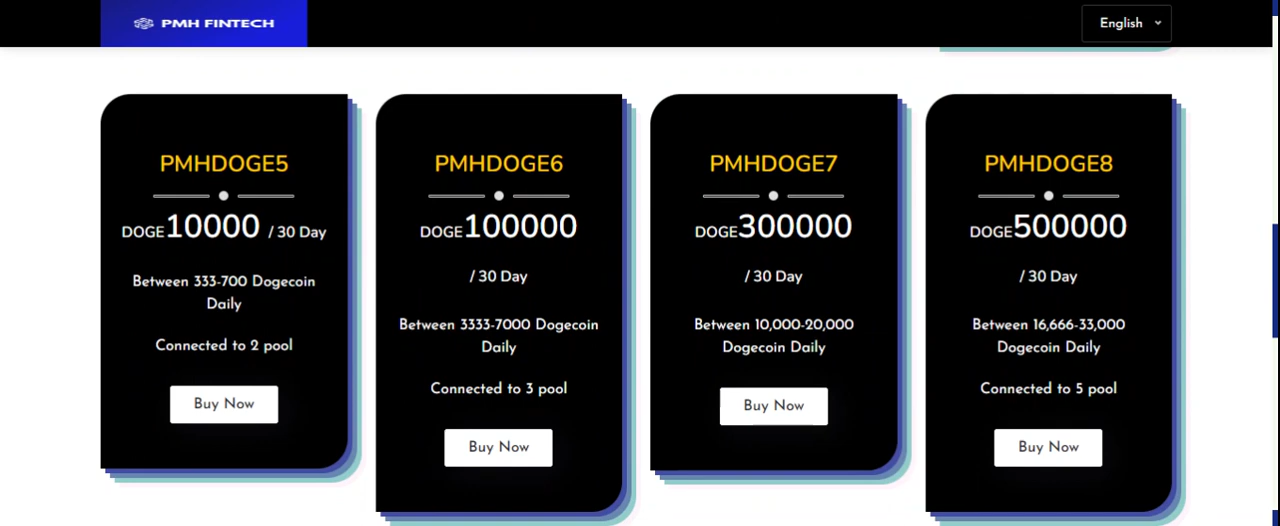 PMH FINTECH
English
PMHDOGE5
DOGE10000 / 30 Day
Between 333-700 Dogecoin
Daily
Connected to 2 pool
Buy Now
PMHDOGE6
DOGE100000
/ 30 Day
Between 3333-7000 Dogecoin
Daily
Connected to 3 pool
Buy Now
PMHDOGE7
DOGE300000
/ 30 Day
Between 10,000-20,000
Dogecoin Daily
Buy Now
PMHDOGE8
DOGE500000
/ 30 Day
Between 16,666-33,000
Dogecoin Daily
Connected to 5 pool
Buy Now